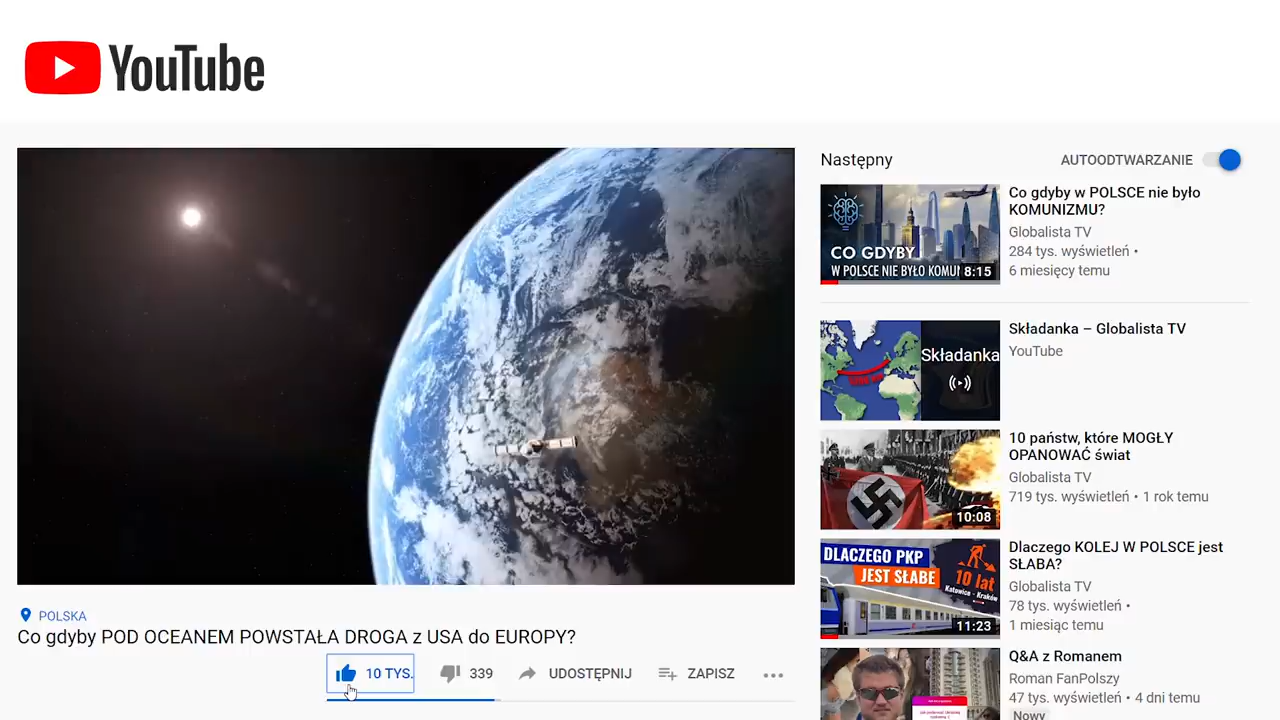 YouTube
Następny
AUTOODTWARZANIE
CO GDYBY
W POLSCE NIE BYŁO KOMUN
8:15
Co gdyby w POLSCE nie było
KOMUNIZMU?
Globalista TV
284 tys. wyświetleń •
6 miesięcy temu
Składanka
Składanka – Globalista TV
YouTube
10:08
10 państw, które MOGŁY
OPANOWAĆ świat
Globalista TV
719 tys. wyświetleń • 1 rok temu
DLACZEGO PKP
JEST SŁABE
10 lat
Katowice - Kraków
11:23
Dlaczego KOLEJ W POLSCE jest
SŁABA?
Globalista TV
78 tys. wyświetleń •
1 miesiąc temu
Q&A z Romanem
Roman FanPolszy
47 tys. wyświetleń • 4 dni temu
Nowy
POLSKA
Co gdyby POD OCEANEM POWSTAŁA DROGA z USA do EUROPY?
10 TYS.
339
UDOSTĘPNIJ
ZAPISZ